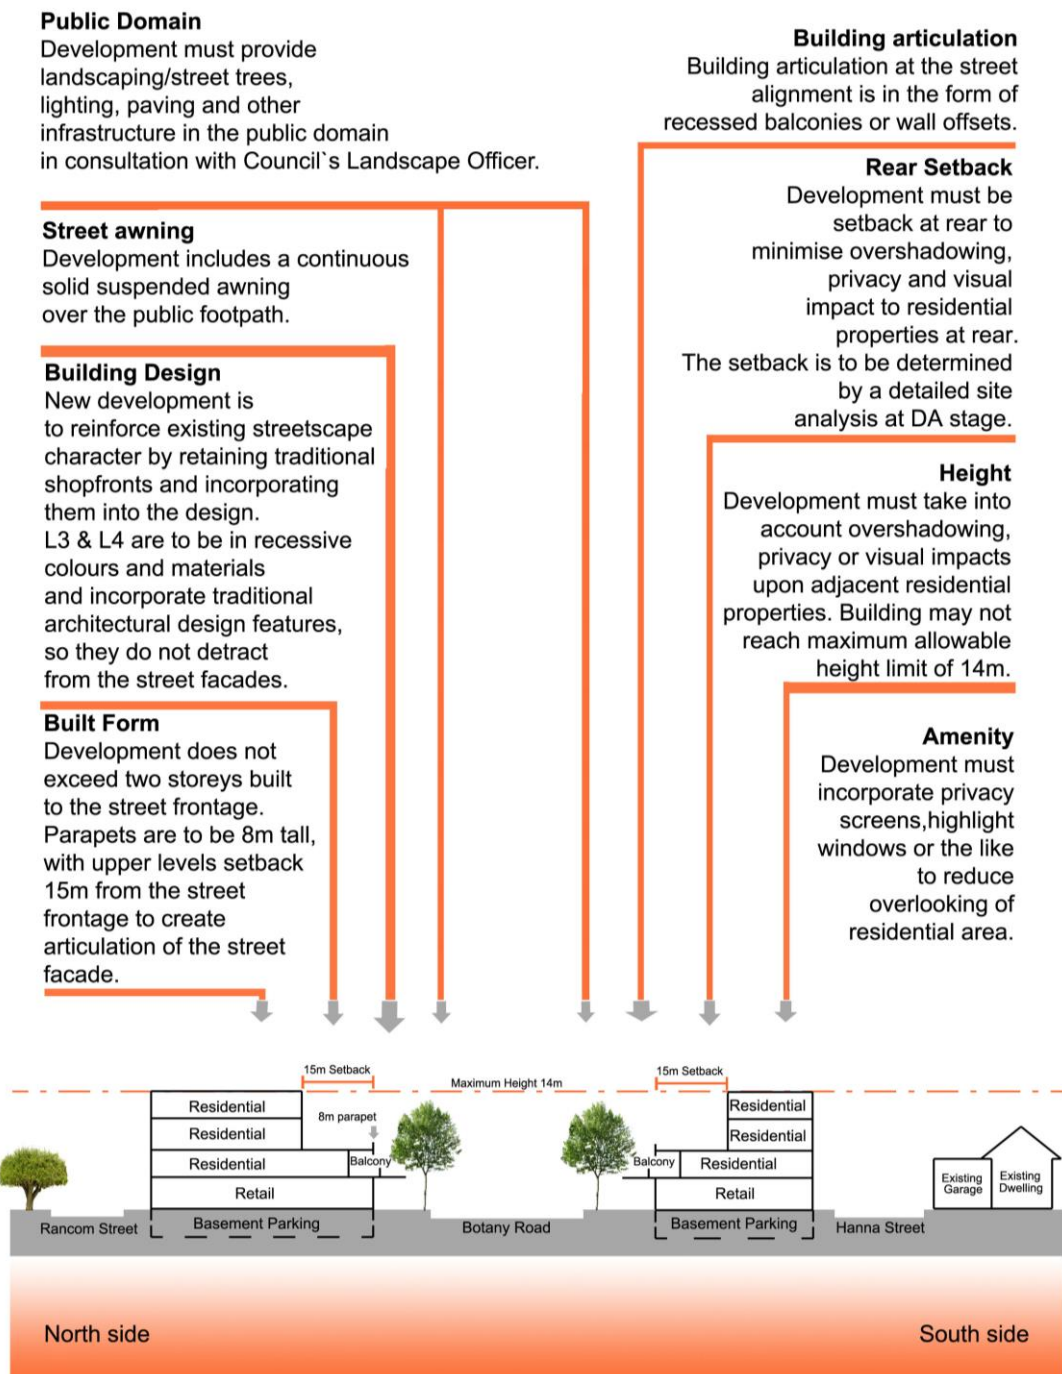 Public Domain
Development must provide
landscaping/street trees,
lighting, paving and other
infrastructure in the public domain
in consultation with Council`s Landscape Officer.
Street awning
Development includes a continuous
solid suspended awning
over the public footpath.
Building Design
New development is
to reinforce existing streetscape
character by retaining traditional
shopfronts and incorporating
them into the design.
L3 & L4 are to be in recessive
colours and materials
and incorporate traditional
architectural design features,
so they do not detract
from the street facades.
Built Form
Development does not
exceed two storeys built
to the street frontage.
Parapets are to be 8m tall,
with upper levels setback
15m from the street
frontage to create
articulation of the street
facade.
Building articulation
Building articulation at the street
alignment is in the form of
recessed balconies or wall offsets.
Rear Setback
Development must be
setback at rear to
minimise overshadowing,
privacy and visual
impact to residential
properties at rear.
The setback is to be determined
by a detailed site
analysis at DA stage.
Height
Development must take into
account overshadowing,
privacy or visual impacts
upon adjacent residential
properties. Building may not
reach maximum allowable
height limit of 14m.
Amenity
Development must
incorporate privacy
screens,highlight
windows or the like
to reduce
overlooking of
residential area.
15m Setback
Maximum Height 14m
15m Setback
Residential
8m parapet
Residential
Residential
Balcony
Retail
Basement Parking
Rancom Street
Botany Road
Residential
Residential
Balcony
Residential
Retail
Basement Parking
Hanna Street
Existing
Garage
Existing
Dwelling
North side
South side